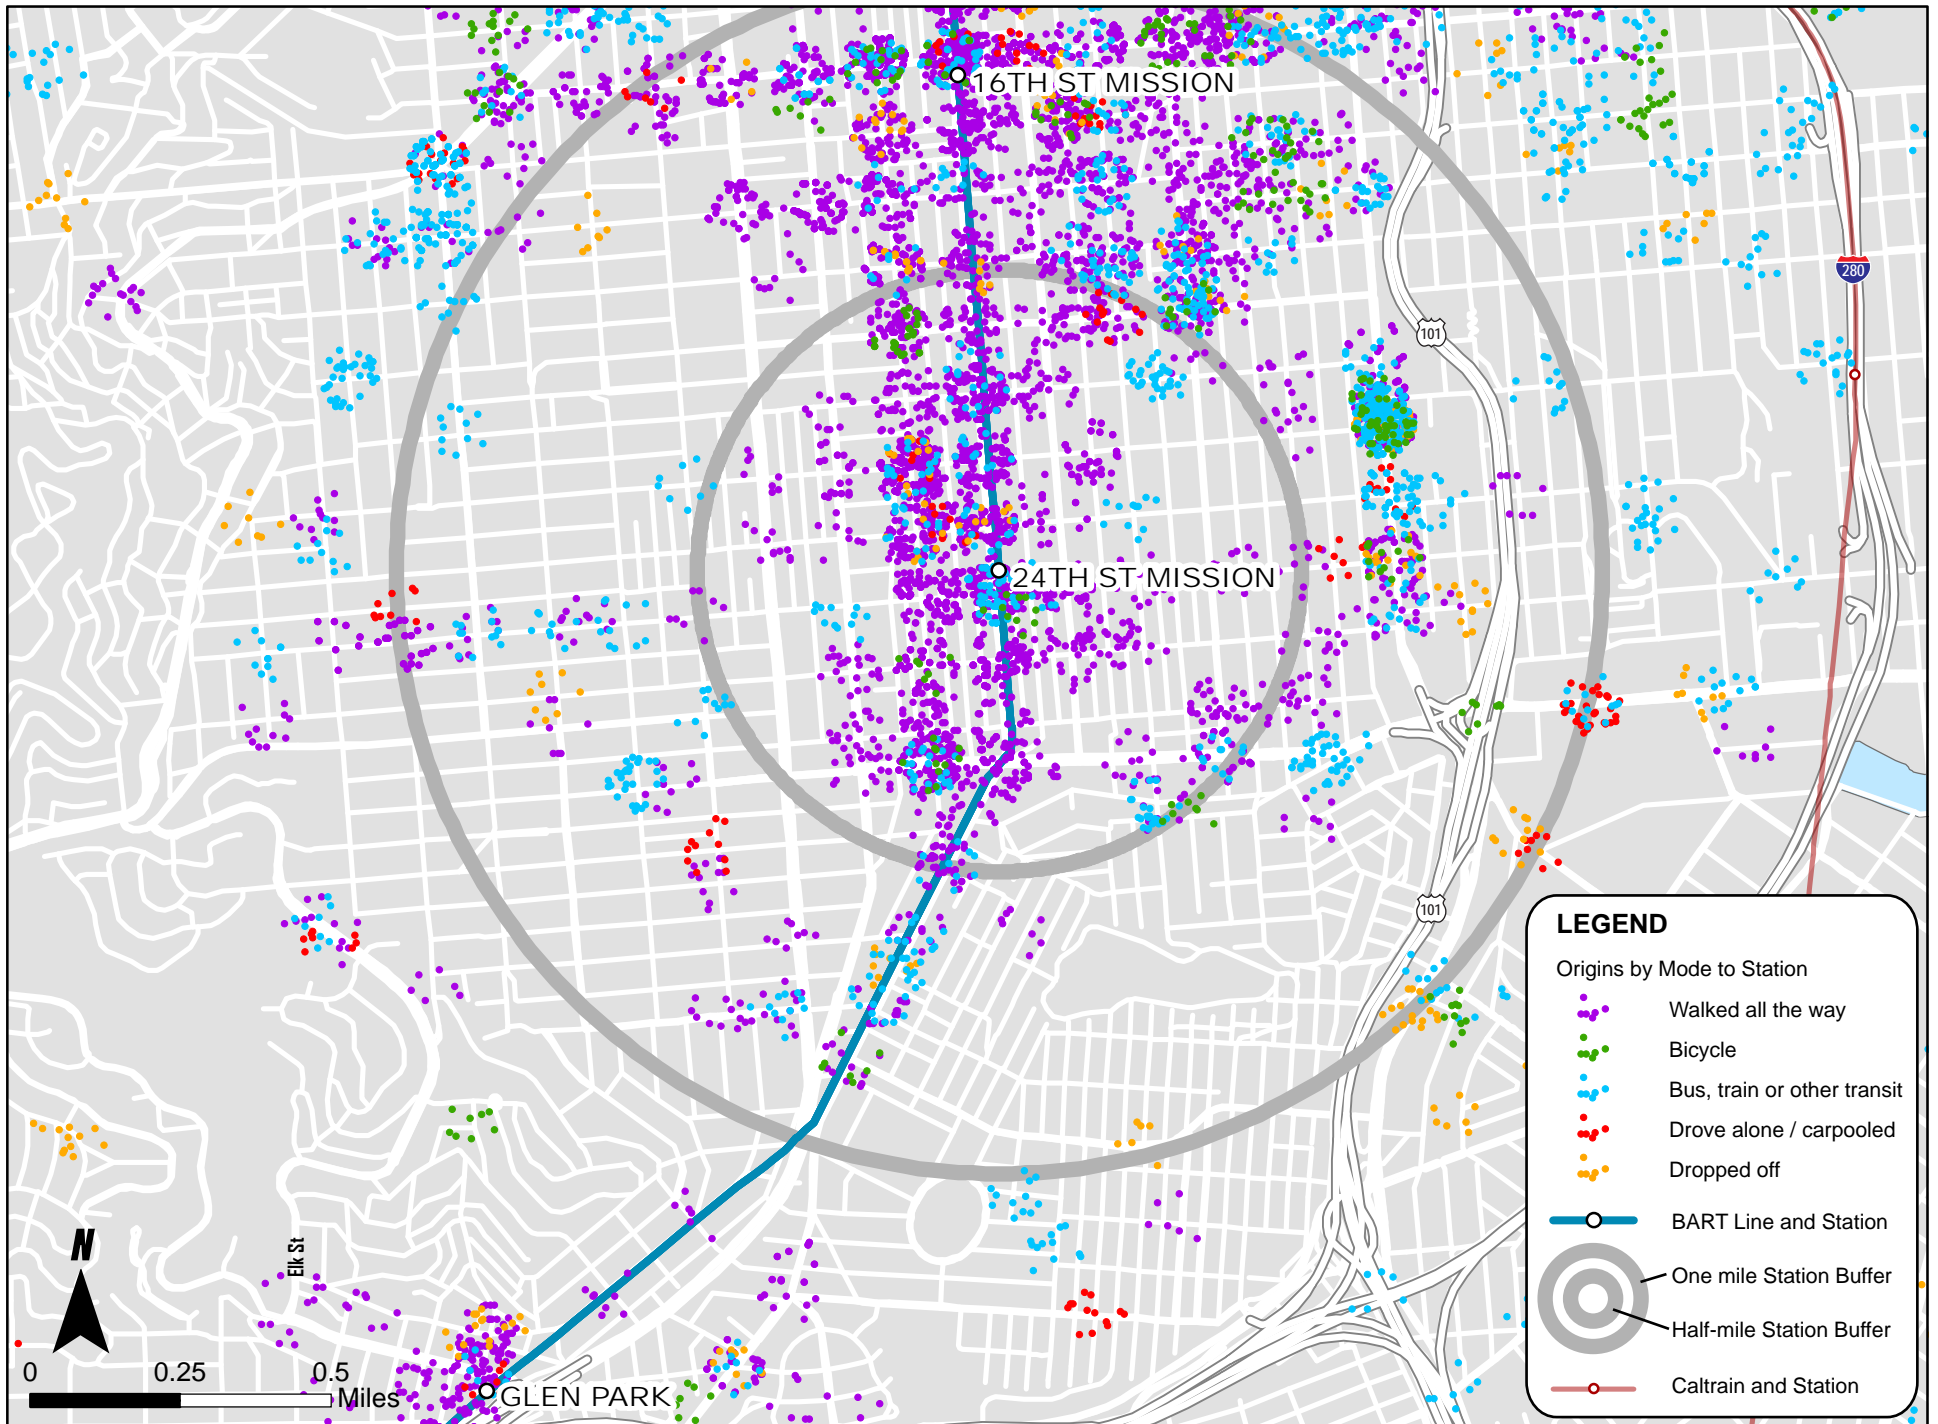 16TH ST MISSION
280
101
24TH ST MISSION
101
LEGEND
Origins by Mode to Station
Walked all the way
Bicycle
Bus, train or other transit
Drove alone / carpooled
Dropped off
BART Line and Station
One mile Station Buffer
Half-mile Station Buffer
Caltrain and Station
N
Elk St
0 0.25 0.5
Miles
GLEN PARK